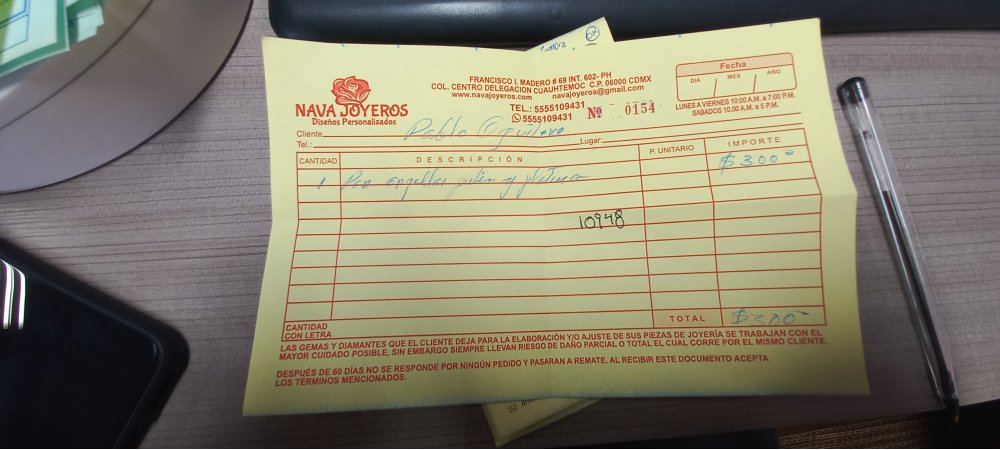 FRANCISCO I. MADERO # 69 INT. 602- PH
COL. CENTRO DELEGACION CUAUHTEMOC C.P. 06000 CDMX
www.navajoyeros.com navajoyeros@gmail.com
TEL.: 5555109431
5555109431
Nº 0154
NAVA JOYEROS
Diseños Personalizados
Fecha
DIA MES AÑO
LUNES A VIERNES 10:00 A.M. a 7:00 P.M.
SABADOS 10.00 A.M. a 5 P.M.
Cliente Pablo
Tel.: Lugar:
CANTIDAD DESCRIPCIÓN P. UNITARIO IMPORTE
$300
1 y
10948
TOTAL $300
CANTIDAD
CON LETRA
LAS GEMAS Y DIAMANTES QUE EL CLIENTE DEJA PARA LA ELABORACIÓN Y/O AJUSTE DE SUS PIEZAS DE JOYERÍA SE TRABAJAN CON EL
MAYOR CUIDADO POSIBLE, SIN EMBARGO SIEMPRE LLEVAN RIESGO DE DAÑO PARCIAL O TOTAL EL CUAL CORRE POR EL MISMO CLIENTE.
DESPUÉS DE 60 DÍAS NO SE RESPONDE POR NINGÚN PEDIDO Y PASARAN A REMATE. AL RECIBIR ESTE DOCUMENTO ACEPTA
LOS TÉRMINOS MENCIONADOS.